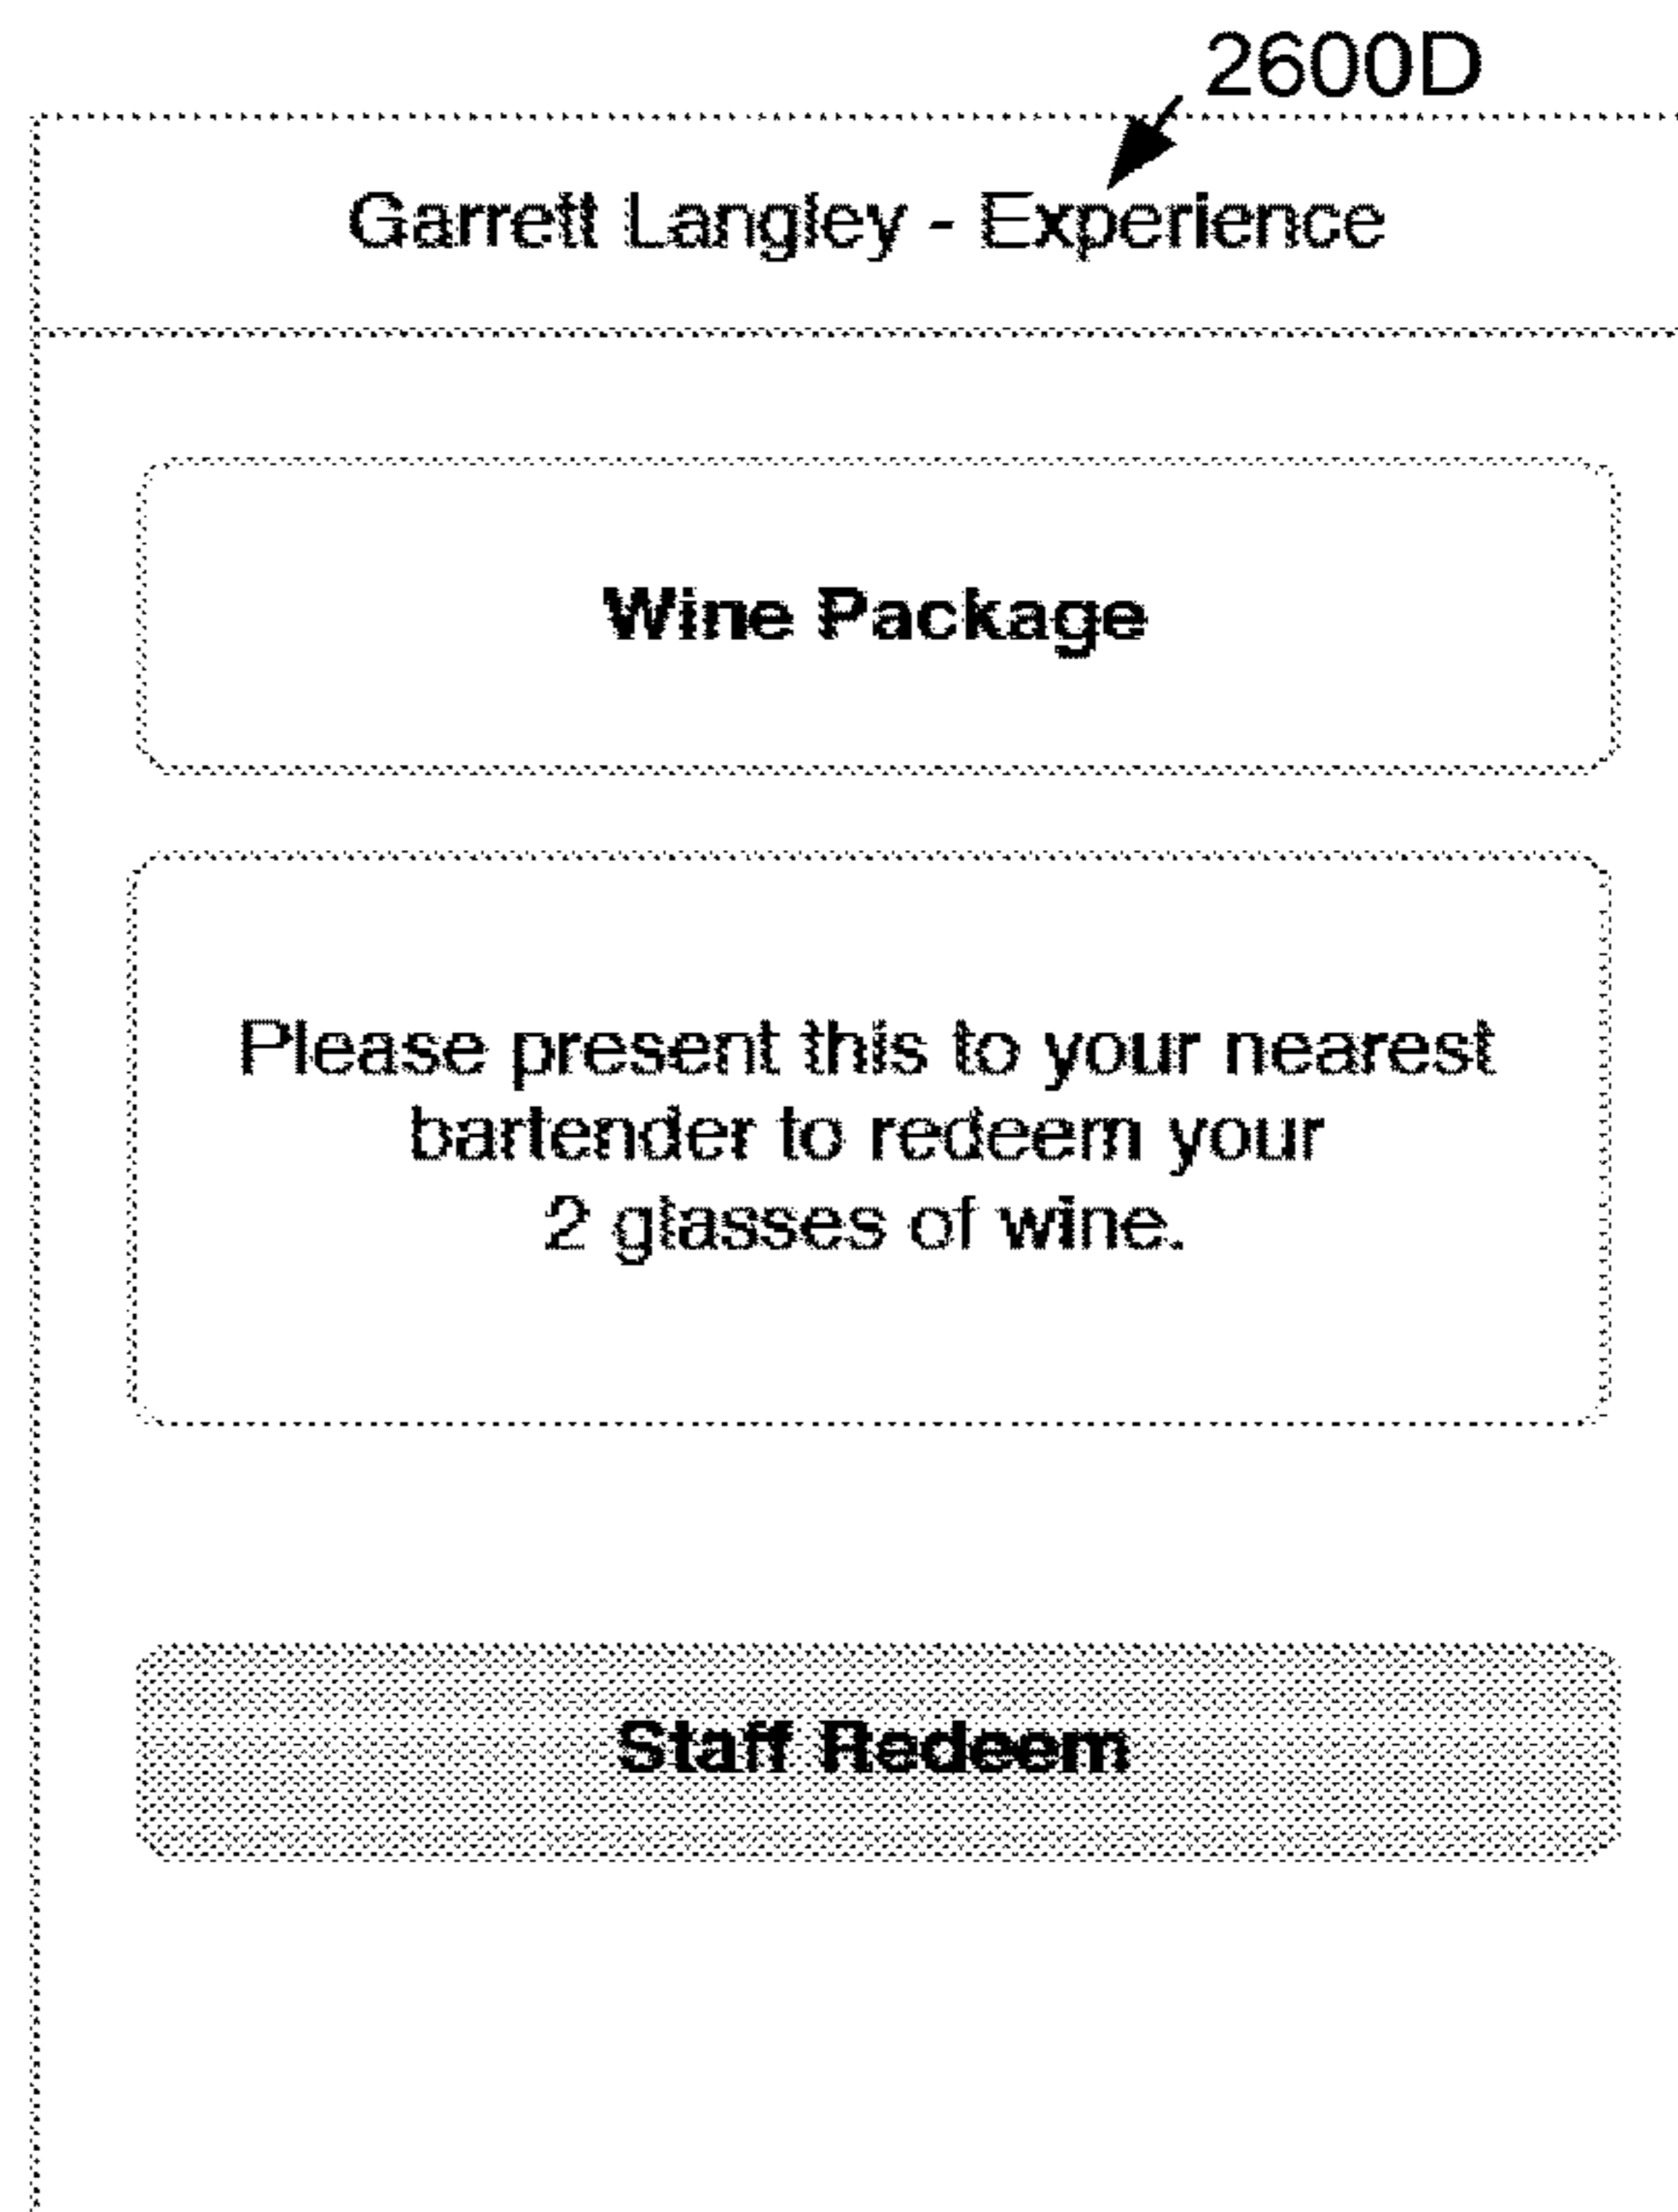 2600D
Garrett Langley - Experience
Wine Package
Please present this to your nearest
bartender to redeem your
2 glasses of wine.
Staff Redeem